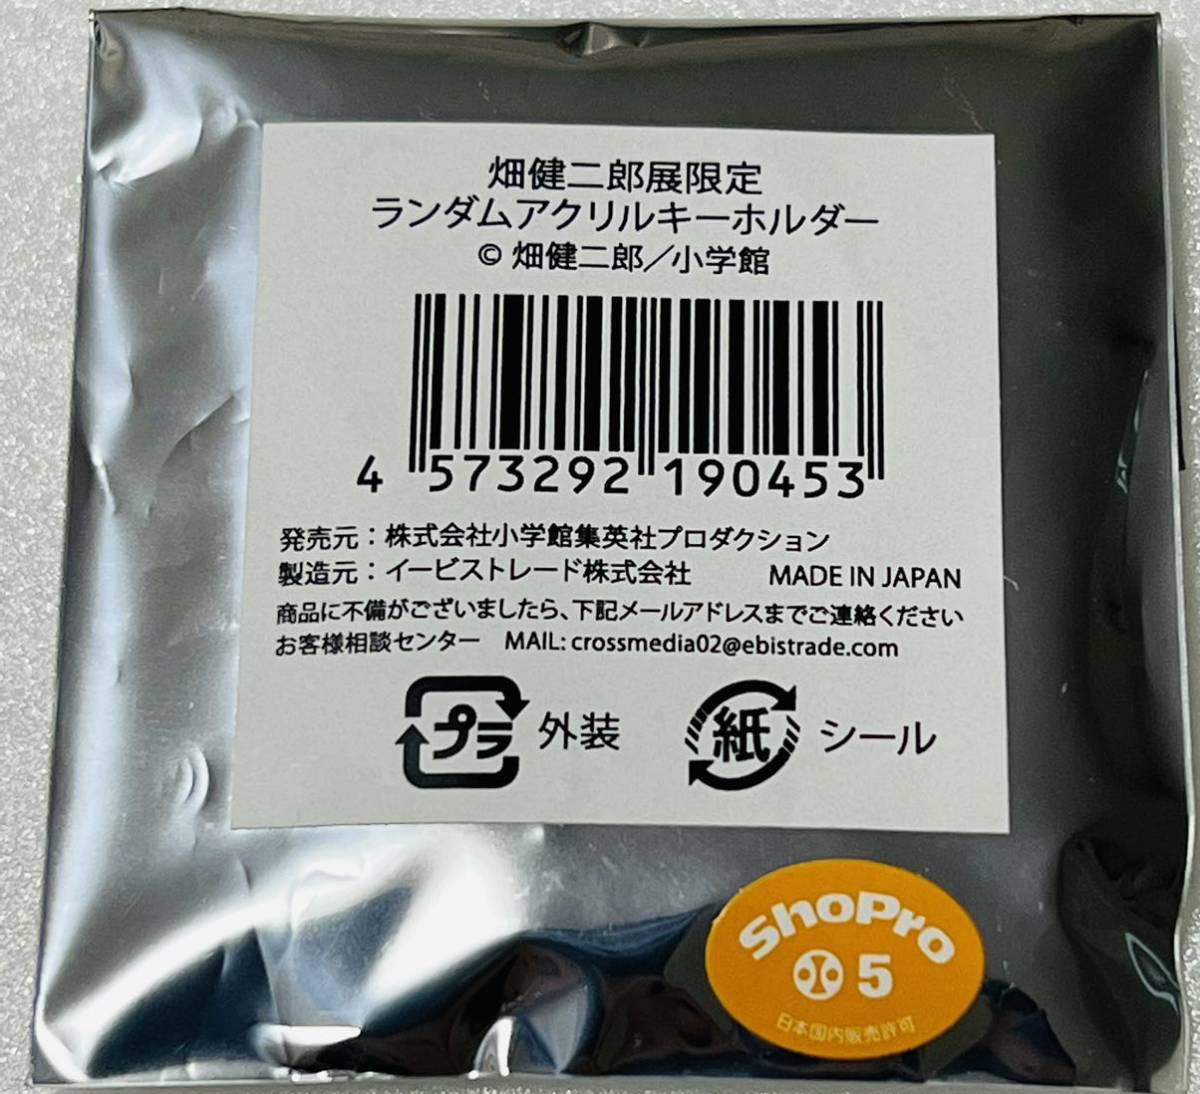 畑健二郎展限定
ランダムアクリルキーホルダー
© 畑健二郎／小学館
4 573292 190453
発売元：株式会社小学館集英社プロダクション
製造元：イービストレード株式会社 MADE IN JAPAN
商品に不備がございましたら、下記メールアドレスまでご連絡ください
お客様相談センター MAIL: crossmedia02@ebistrade.com
プラ 外装 紙 シール
ShoPro
5
日本国内販売許可